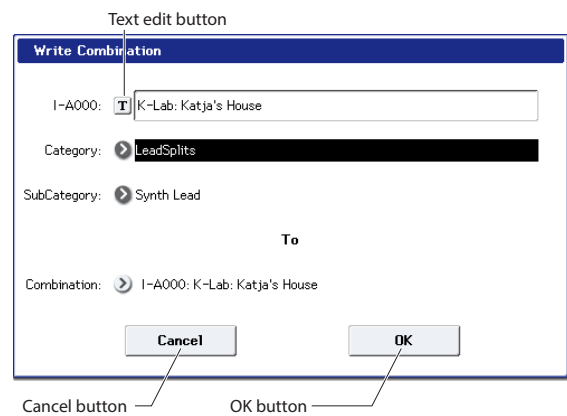 Text edit button
Write Combination
I-A000: T K-Lab: Katja's House
Category: LeadSplits
SubCategory: Synth Lead
To
Combination: I-A000: K-Lab: Katja's House
Cancel OK
Cancel button OK button